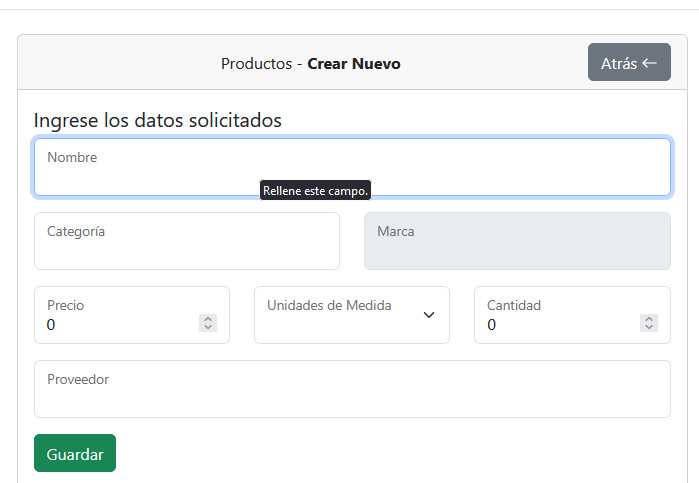 Productos - Crear Nuevo
Atrás ←
Ingrese los datos solicitados
Nombre
Rellene este campo.
Categoría
Marca
Precio
0
Unidades de Medida
Cantidad
0
Proveedor
Guardar